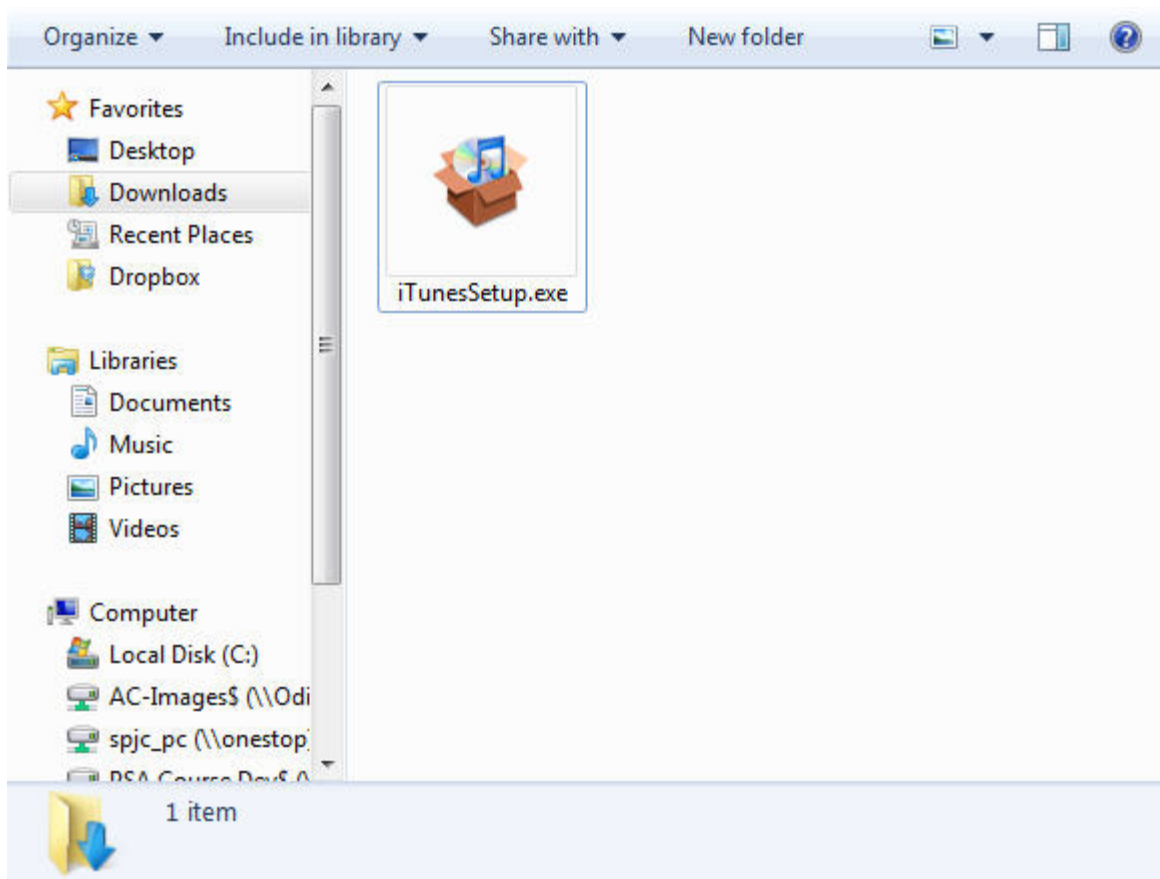 Organize Include in library Share with New folder
Favorites
Desktop
Downloads
Recent Places
Dropbox
Libraries
Documents
Music
Pictures
Videos
Computer
Local Disk (C:)
AC-Images$ (\\Odi
spjc_pc (\\onestop
iTunesSetup.exe
1 item